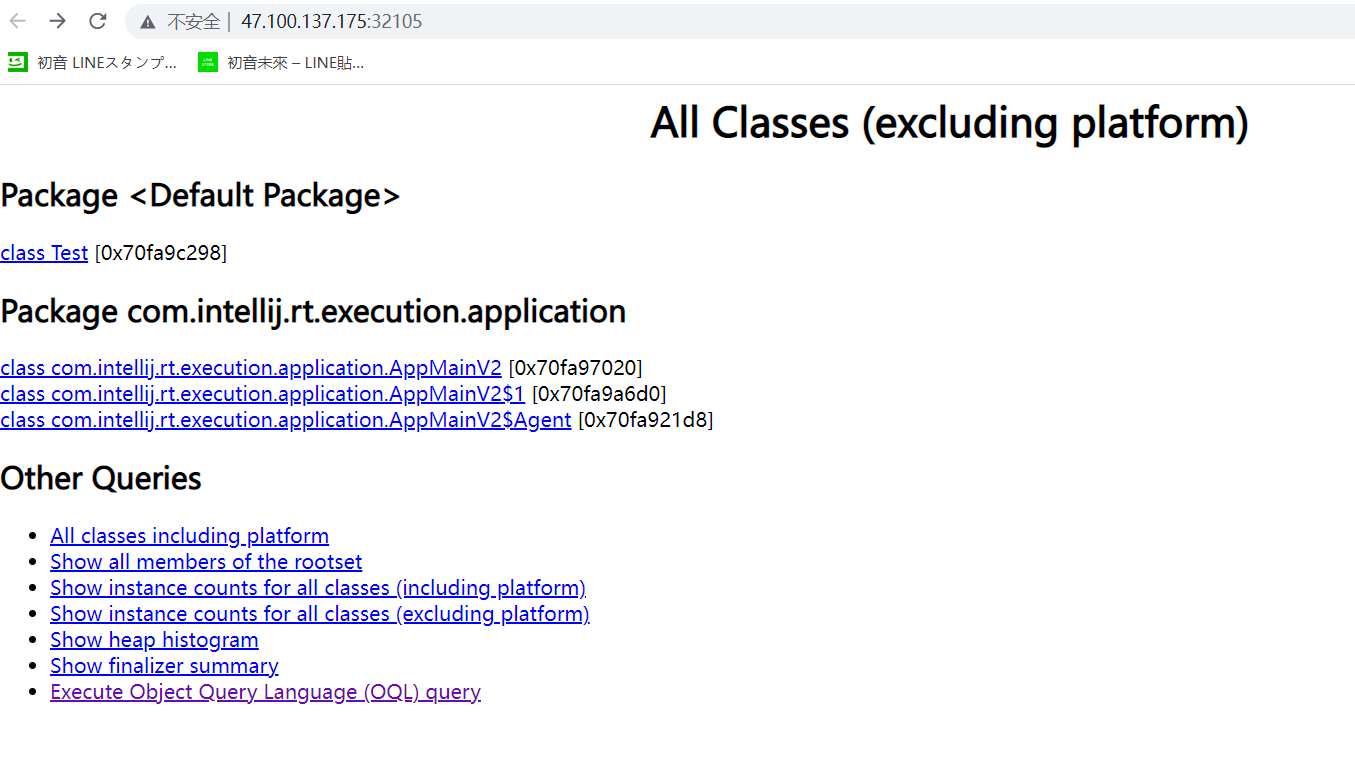 不安全 | 47.100.137.175:32105
初音 LINEスタンプ... 初音未來 – LINE貼...
All Classes (excluding platform)
Package <Default Package>
class Test [0x70fa9c298]
Package com.intellij.rt.execution.application
class com.intellij.rt.execution.application.AppMainV2 [0x70fa97020]
class com.intellij.rt.execution.application.AppMainV2$1 [0x70fa9a6d0]
class com.intellij.rt.execution.application.AppMainV2$Agent [0x70fa921d8]
Other Queries
• All classes including platform
• Show all members of the rootset
• Show instance counts for all classes (including platform)
• Show instance counts for all classes (excluding platform)
• Show heap histogram
• Show finalizer summary
• Execute Object Query Language (OQL) query